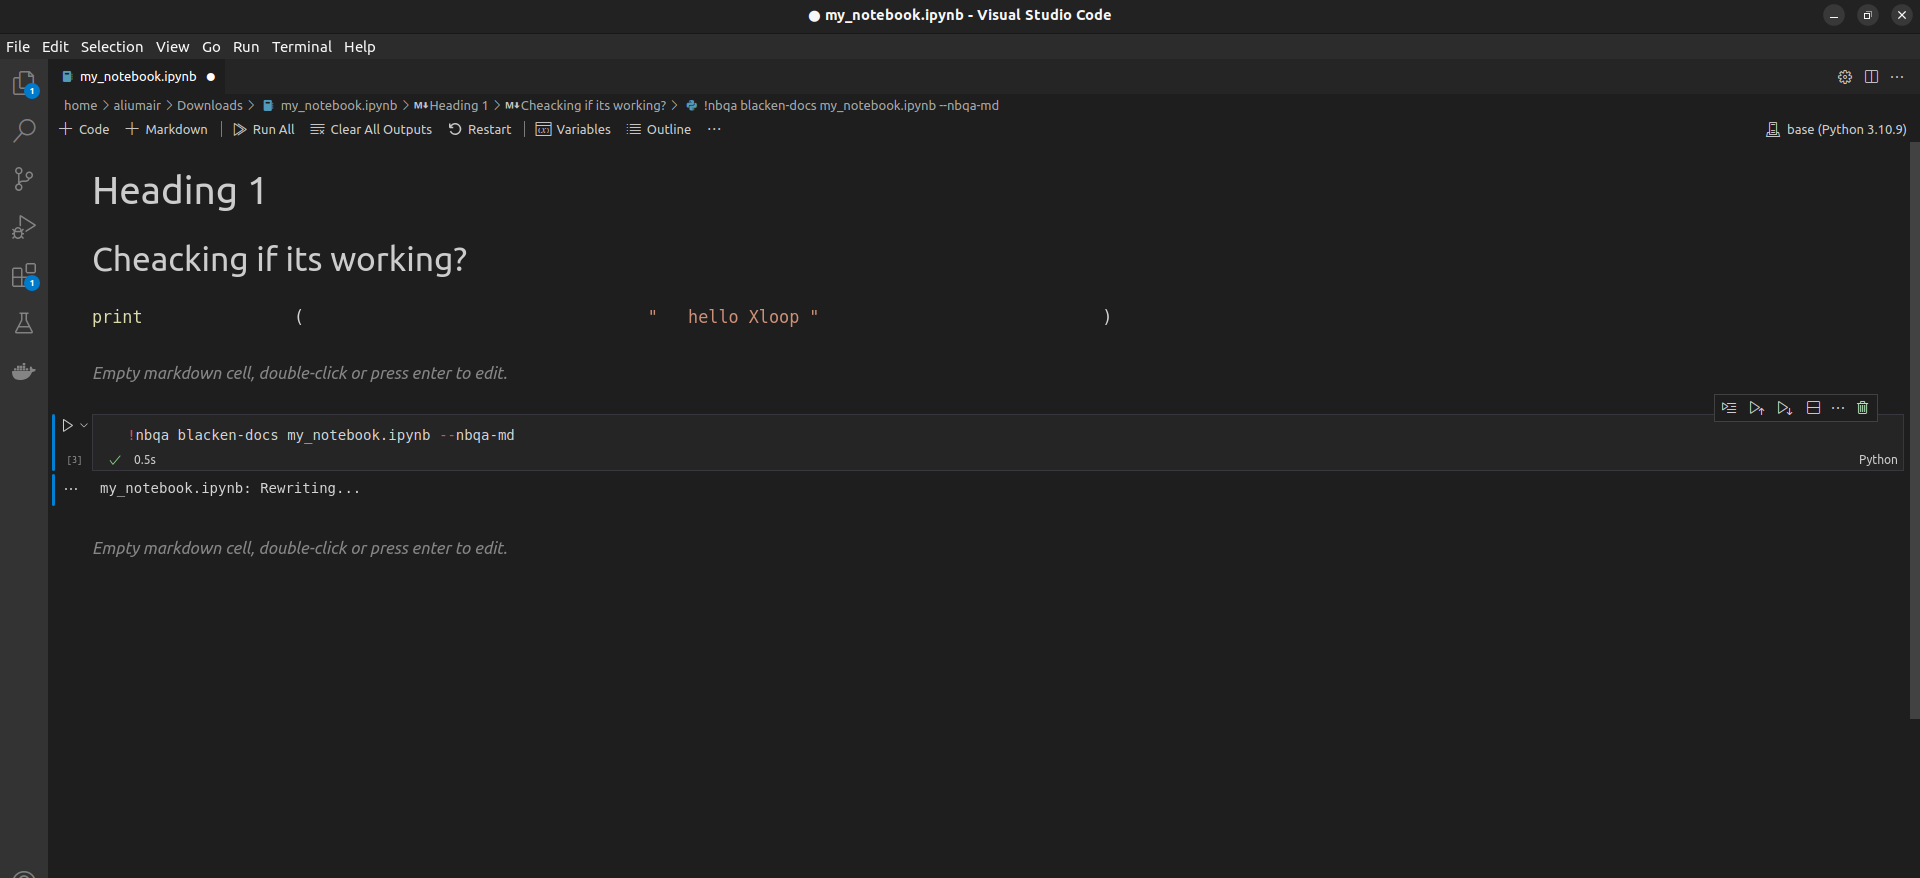 ● my_notebook.ipynb - Visual Studio Code
File Edit Selection View Go Run Terminal Help
my_notebook.ipynb ●
home > aliumair > Downloads > my_notebook.ipynb > M↓Heading 1 > M↓Cheacking if its working? > !nbqa blacken-docs my_notebook.ipynb --nbqa-md
+ Code + Markdown | Run All Clear All Outputs Restart | Variables Outline ··· base (Python 3.10.9)
Heading 1
Cheacking if its working?
print ( " hello Xloop " )
Empty markdown cell, double-click or press enter to edit.
!nbqa blacken-docs my_notebook.ipynb --nbqa-md
[3] ✓ 0.5s Python
··· my_notebook.ipynb: Rewriting...
Empty markdown cell, double-click or press enter to edit.
1
1